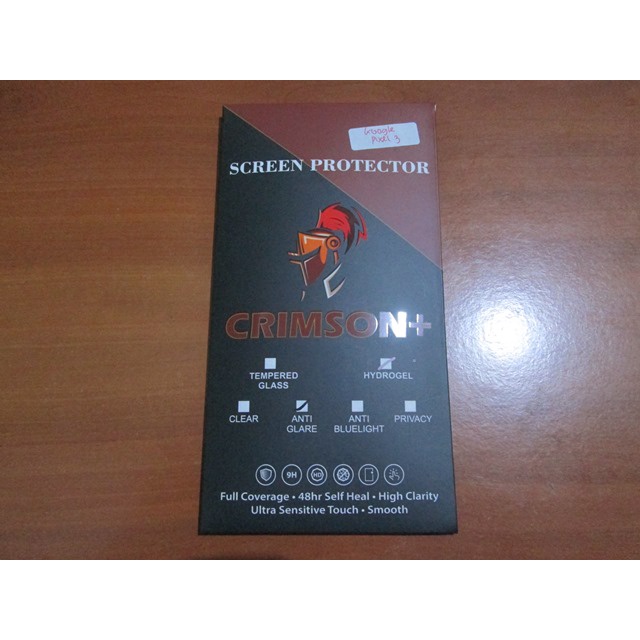 Google
Pixel 3
SCREEN PROTECTOR
CRIMSON+
TEMPERED GLASS
HYDROGEL
CLEAR
ANTI GLARE
ANTI BLUELIGHT
PRIVACY
9H
HD
Full Coverage • 48hr Self Heal • High Clarity
Ultra Sensitive Touch • Smooth